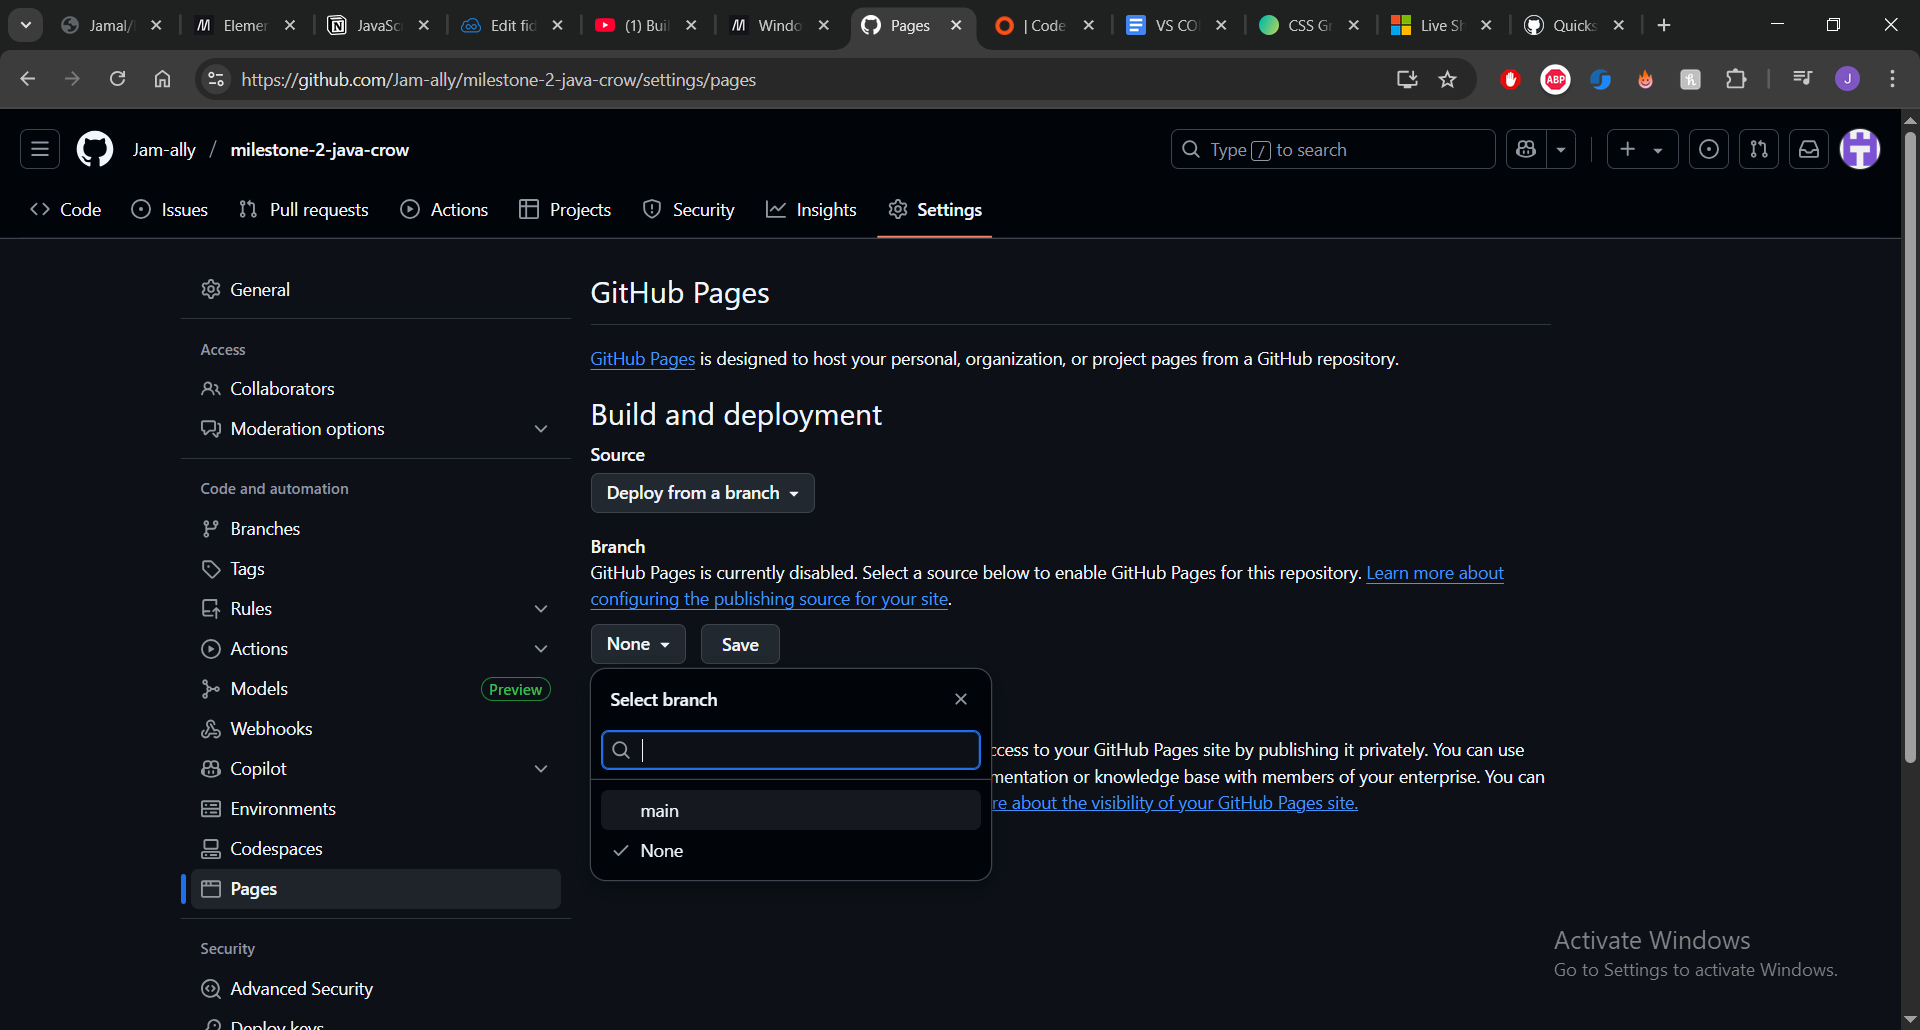 Jamal/
Elemer
JavaSc
Edit fic
(1) Buil
Windo
Pages
| Code
VS CO
CSS Gr
Live Sh
Quicks
https://github.com/Jam-ally/milestone-2-java-crow/settings/pages
ABP
J
Jam-ally / milestone-2-java-crow
Type / to search
Code
Issues
Pull requests
Actions
Projects
Security
Insights
Settings
General
Access
Collaborators
Moderation options
Code and automation
Branches
Tags
Rules
Actions
Models
Preview
Webhooks
Copilot
Environments
Codespaces
Pages
Security
Advanced Security
Deploy keys
GitHub Pages
GitHub Pages is designed to host your personal, organization, or project pages from a GitHub repository.
Build and deployment
Source
Deploy from a branch
Branch
GitHub Pages is currently disabled. Select a source below to enable GitHub Pages for this repository. Learn more about
configuring the publishing source for your site.
None
Save
Select branch
main
None
ccess to your GitHub Pages site by publishing it privately. You can use
mentation or knowledge base with members of your enterprise. You can
re about the visibility of your GitHub Pages site.
Activate Windows
Go to Settings to activate Windows.